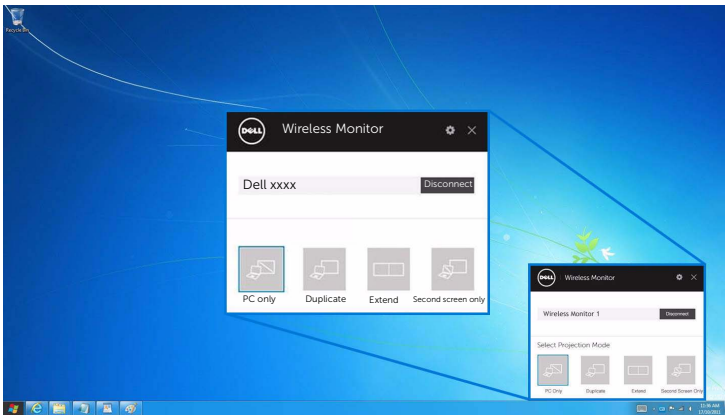 Recycle Bin
DELL
Wireless Monitor
Dell xxxx
Disconnect
PC only
Duplicate
Extend
Second screen only
DELL
Wireless Monitor
Wireless Monitor 1
Disconnect
Select Projection Mode
PC Only
Duplicate
Extend
Second Screen Only